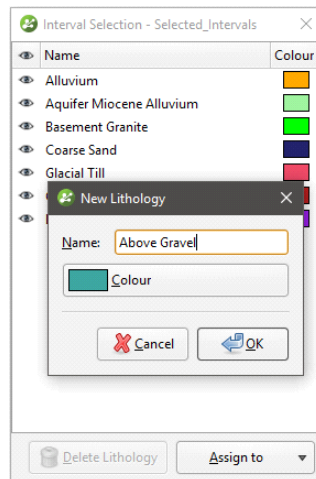 Interval Selection - Selected_Intervals
Name Colour
Alluvium
Aquifer Miocene Alluvium
Basement Granite
Coarse Sand
Glacial Till
New Lithology
Name: Above Gravel
Colour
Cancel OK
Delete Lithology Assign to